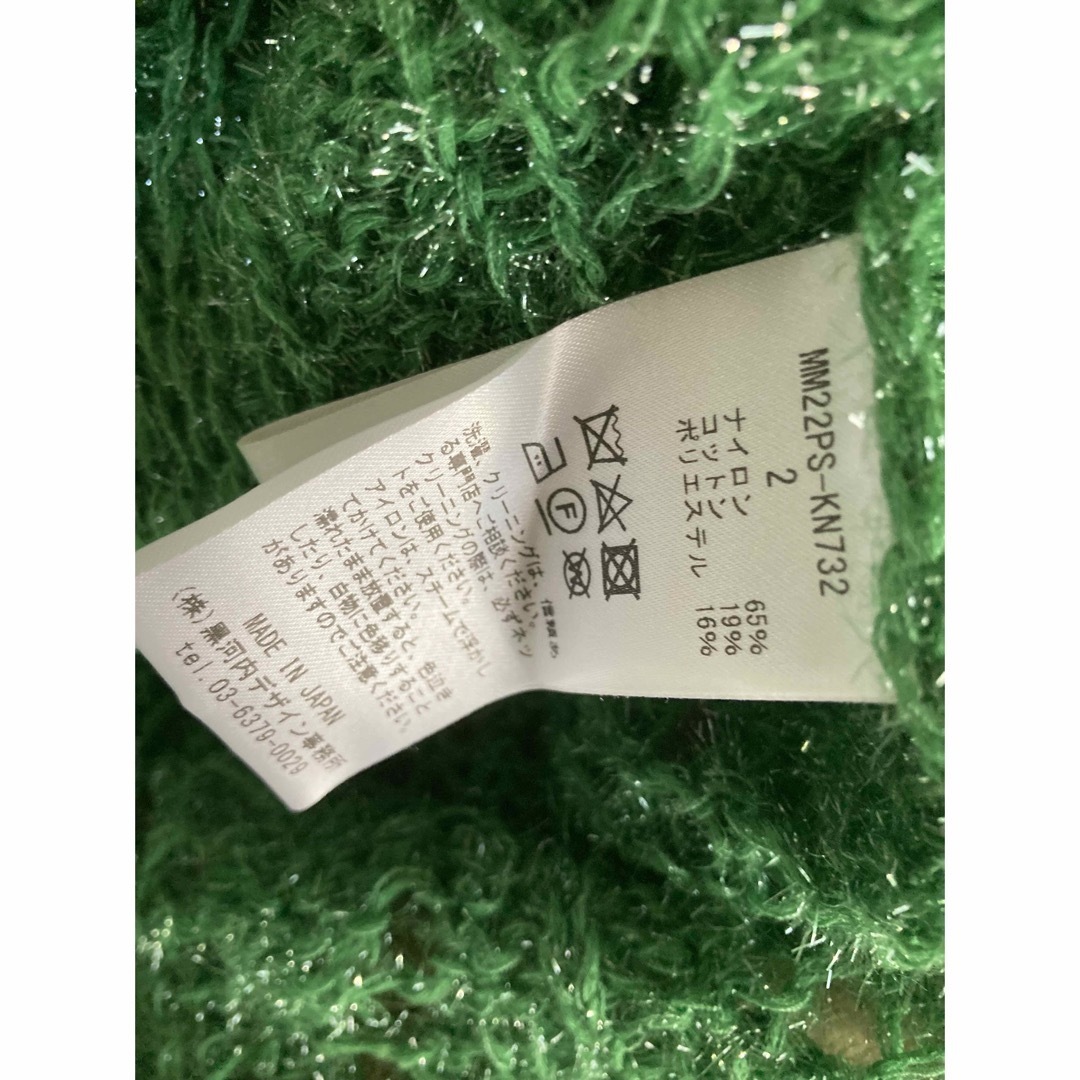 MM22PS-KN732
2
ナイロン 65%
コットン 19%
ポリエステル 16%
F
洗濯、クリーニングは、信頼あ
る専門店へご相談ください。
クリーニングの際は、必ずネッ
トをご使用ください。
アイロンは、スチームで浮かし
てかけてください。
濡れたまま放置すると、色泣き
したり、白物に色移りすること
がありますのでご注意ください。
MADE IN JAPAN
(株)黒河内デザイン事務所
tel.03-6379-0029